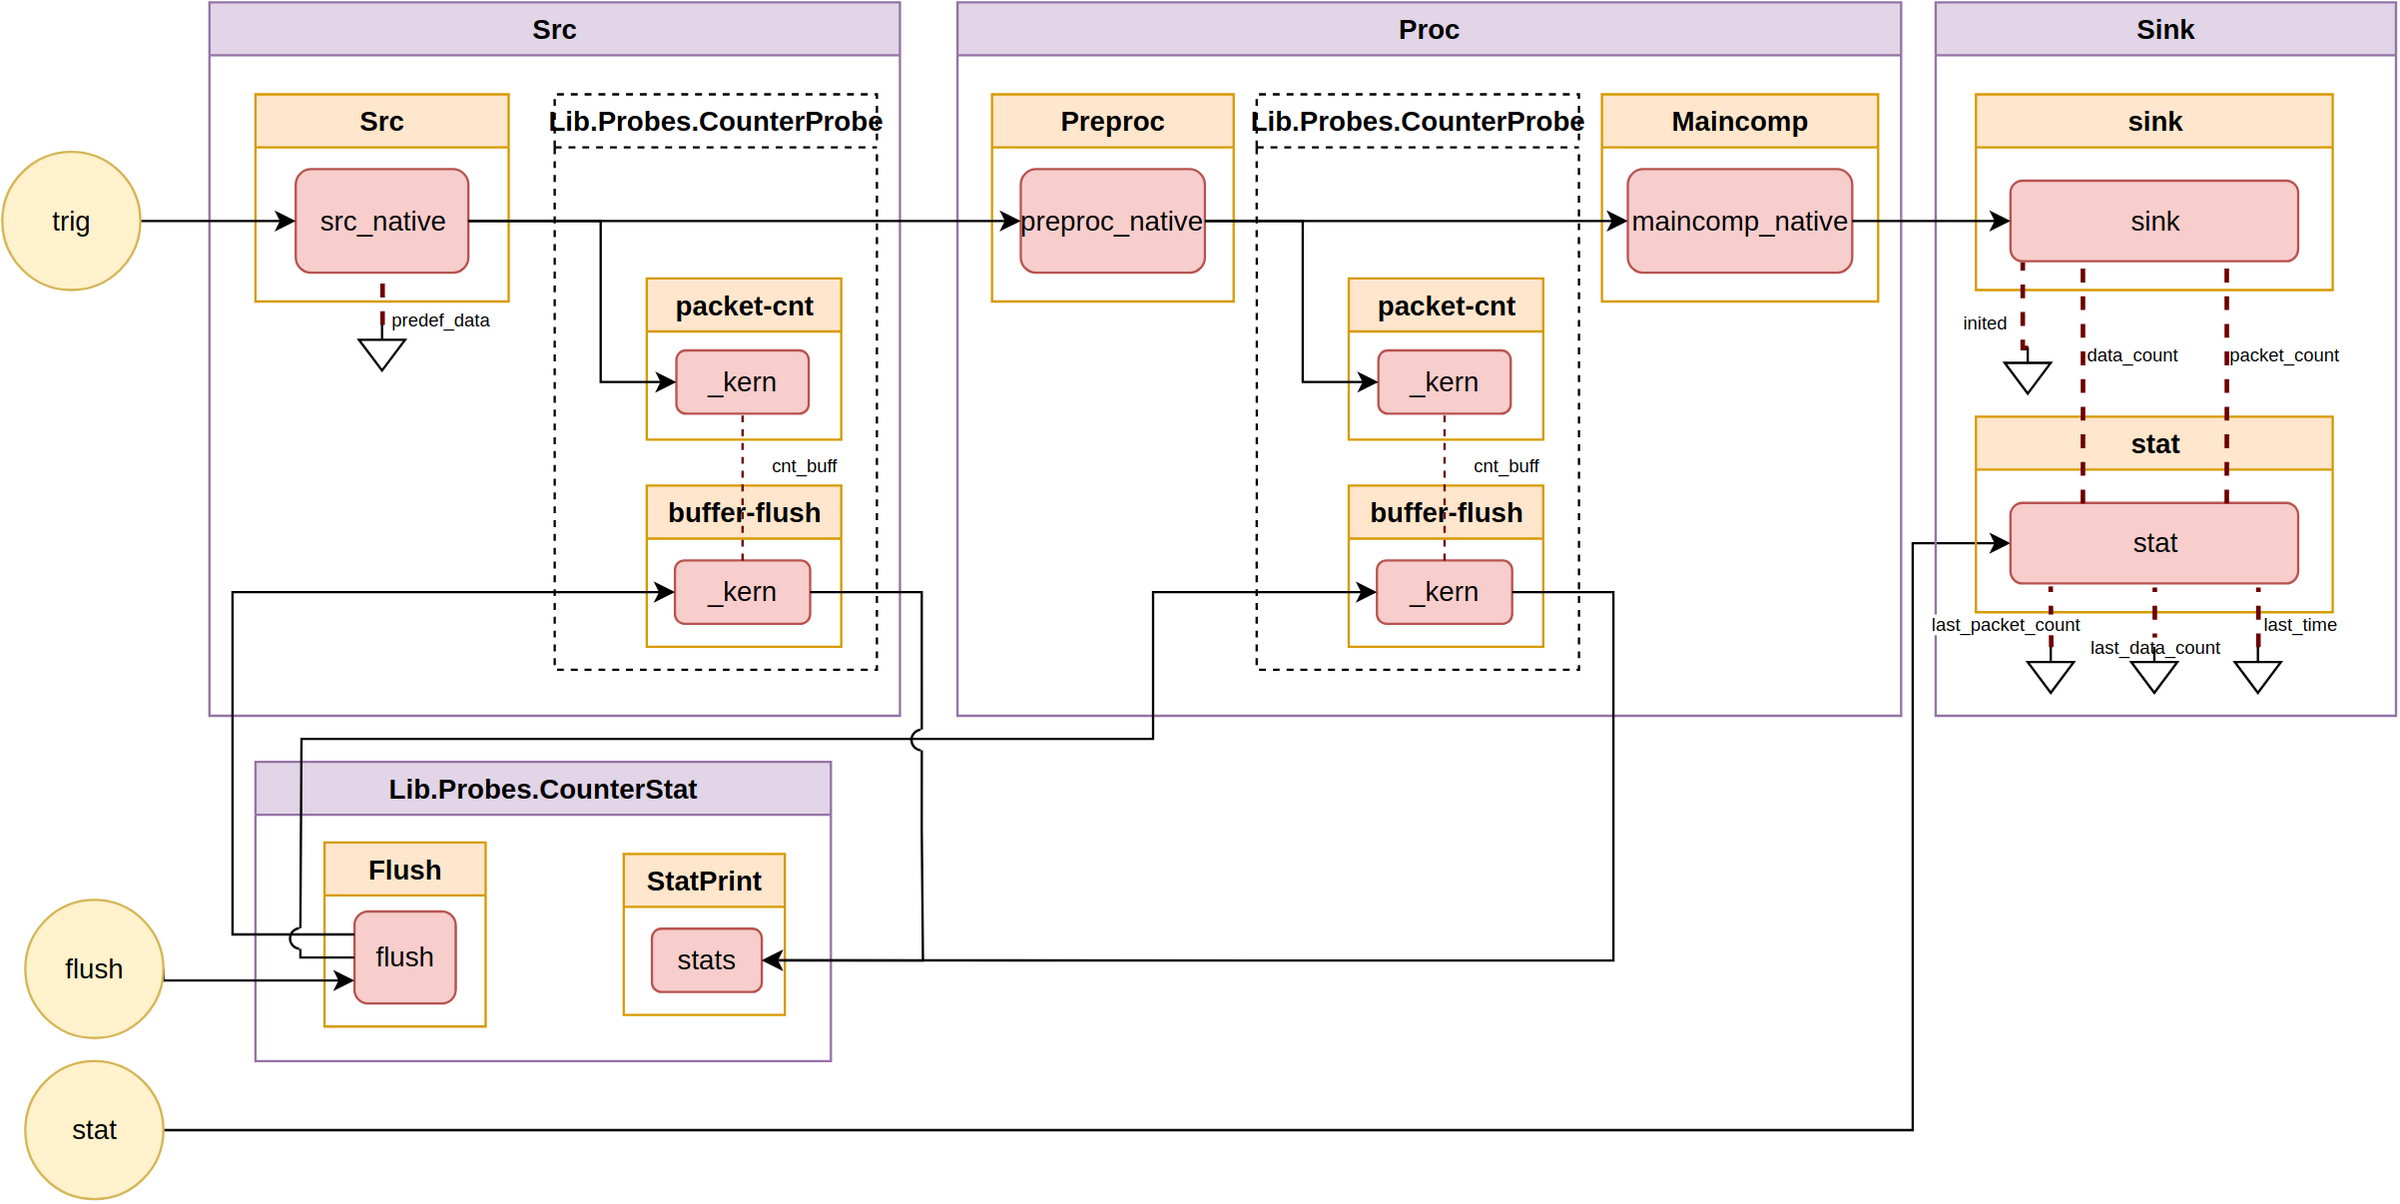 Src
Proc
Sink
Src
Lib.Probes.CounterProbe
Preproc
Lib.Probes.CounterProbe
Maincomp
sink
trig
src_native
preproc_native
maincomp_native
sink
packet-cnt
packet-cnt
predef_data
inited
data_count
packet_count
_kern
_kern
stat
cnt_buff
cnt_buff
buffer-flush
buffer-flush
stat
_kern
_kern
last_packet_count
last_time
last_data_count
Lib.Probes.CounterStat
Flush
StatPrint
flush
flush
stats
stat